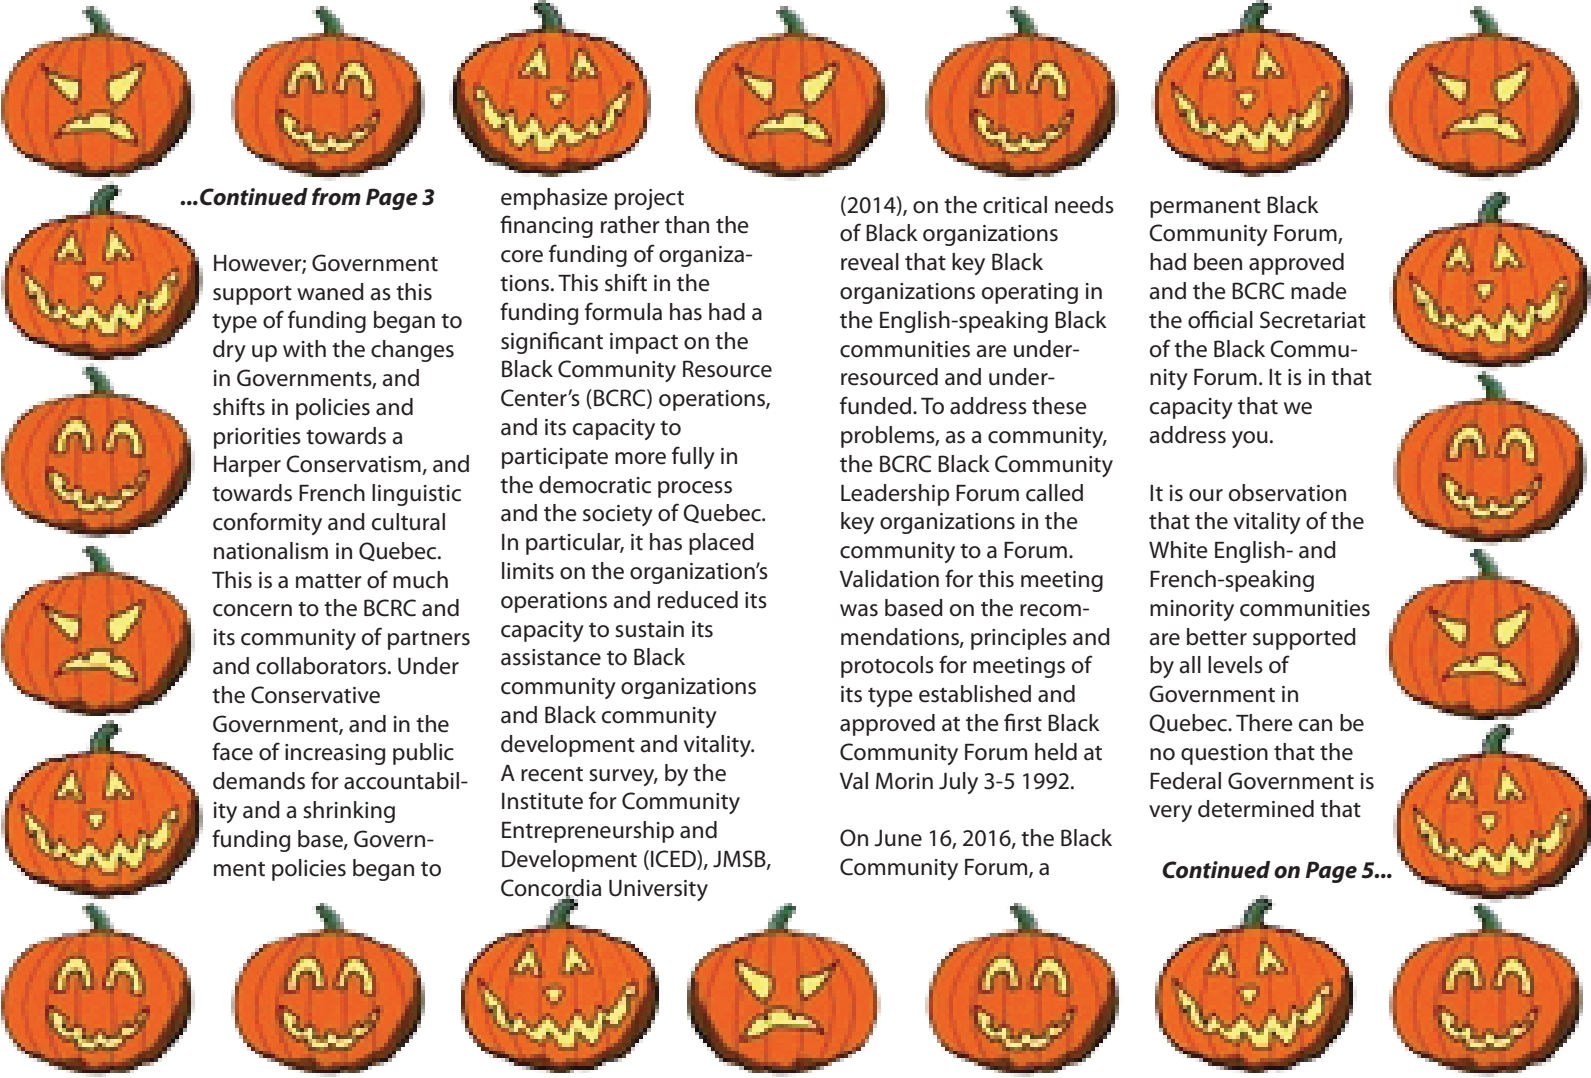 ...Continued from Page 3
However; Government
support waned as this
type of funding began to
dry up with the changes
in Governments, and
shifts in policies and
priorities towards a
Harper Conservatism, and
towards French linguistic
conformity and cultural
nationalism in Quebec.
This is a matter of much
concern to the BCRC and
its community of partners
and collaborators. Under
the Conservative
Government, and in the
face of increasing public
demands for accountabil-
ity and a shrinking
funding base, Govern-
ment policies began to
emphasize project
financing rather than the
core funding of organiza-
tions. This shift in the
funding formula has had a
significant impact on the
Black Community Resource
Center’s (BCRC) operations,
and its capacity to
participate more fully in
the democratic process
and the society of Quebec.
In particular, it has placed
limits on the organization’s
operations and reduced its
capacity to sustain its
assistance to Black
community organizations
and Black community
development and vitality.
A recent survey, by the
Institute for Community
Entrepreneurship and
Development (ICED), JMSB,
Concordia University
(2014), on the critical needs
of Black organizations
reveal that key Black
organizations operating in
the English-speaking Black
communities are under-
resourced and under-
funded. To address these
problems, as a community,
the BCRC Black Community
Leadership Forum called
key organizations in the
community to a Forum.
Validation for this meeting
was based on the recom-
mendations, principles and
protocols for meetings of
its type established and
approved at the first Black
Community Forum held at
Val Morin July 3-5 1992.
On June 16, 2016, the Black
Community Forum, a
permanent Black
Community Forum,
had been approved
and the BCRC made
the official Secretariat
of the Black Commu-
nity Forum. It is in that
capacity that we
address you.
It is our observation
that the vitality of the
White English- and
French-speaking
minority communities
are better supported
by all levels of
Government in
Quebec. There can be
no question that the
Federal Government is
very determined that
Continued on Page 5...